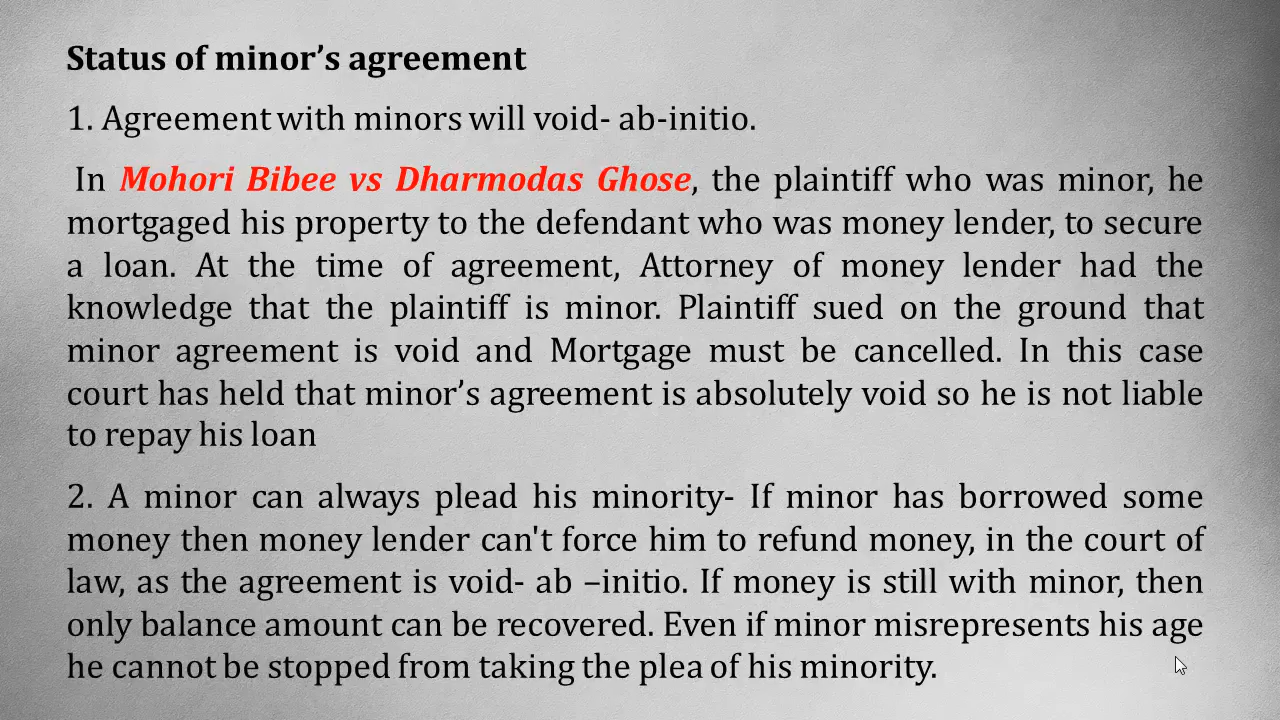 Status of minor’s agreement
1. Agreement with minors will void- ab-initio.
In Mohori Bibee vs Dharmodas Ghose, the plaintiff who was minor, he
mortgaged his property to the defendant who was money lender, to secure
a loan. At the time of agreement, Attorney of money lender had the
knowledge that the plaintiff is minor. Plaintiff sued on the ground that
minor agreement is void and Mortgage must be cancelled. In this case
court has held that minor’s agreement is absolutely void so he is not liable
to repay his loan
2. A minor can always plead his minority- If minor has borrowed some
money then money lender can't force him to refund money, in the court of
law, as the agreement is void- ab –initio. If money is still with minor, then
only balance amount can be recovered. Even if minor misrepresents his age
he cannot be stopped from taking the plea of his minority.